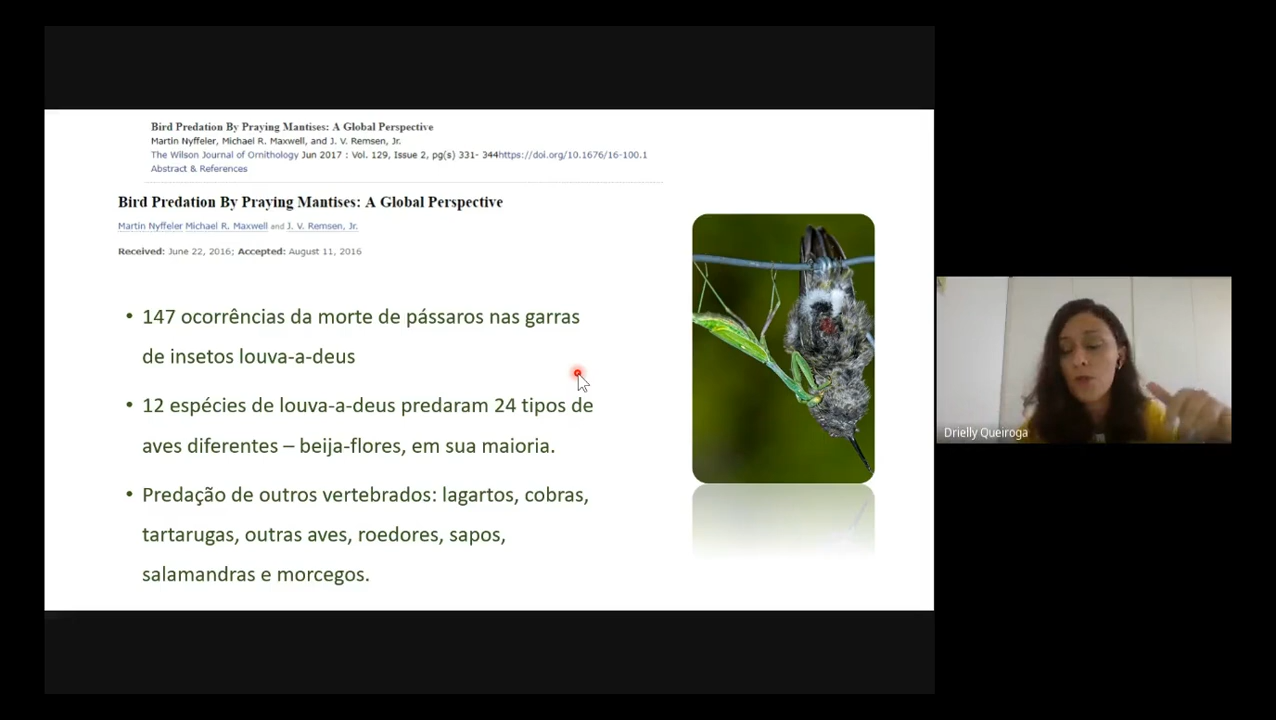 Bird Predation By Praying Mantises: A Global Perspective
Martin Nyffeler, Michael R. Maxwell, and J. V. Remsen, Jr.
The Wilson Journal of Ornithology Jun 2017 : Vol. 129, Issue 2, pg(s) 331- 344https://doi.org/10.1676/16-100.1
Abstract & References
Bird Predation By Praying Mantises: A Global Perspective
Martin Nyffeler Michael R. Maxwell and J. V. Remsen, Jr.
Received: June 22, 2016; Accepted: August 11, 2016
• 147 ocorrências da morte de pássaros nas garras
de insetos louva-a-deus
• 12 espécies de louva-a-deus predaram 24 tipos de
aves diferentes – beija-flores, em sua maioria.
• Predação de outros vertebrados: lagartos, cobras,
tartarugas, outras aves, roedores, sapos,
salamandras e morcegos.
Drielly Queiroga